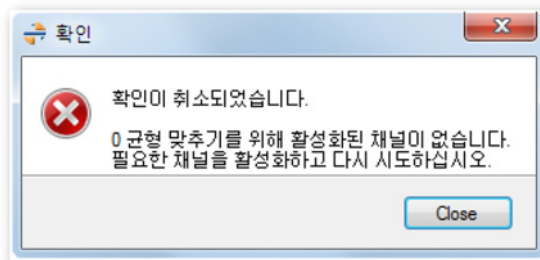 확인
확인이 취소되었습니다.
0 균형 맞추기를 위해 활성화된 채널이 없습니다.
필요한 채널을 활성화하고 다시 시도하십시오.
Close